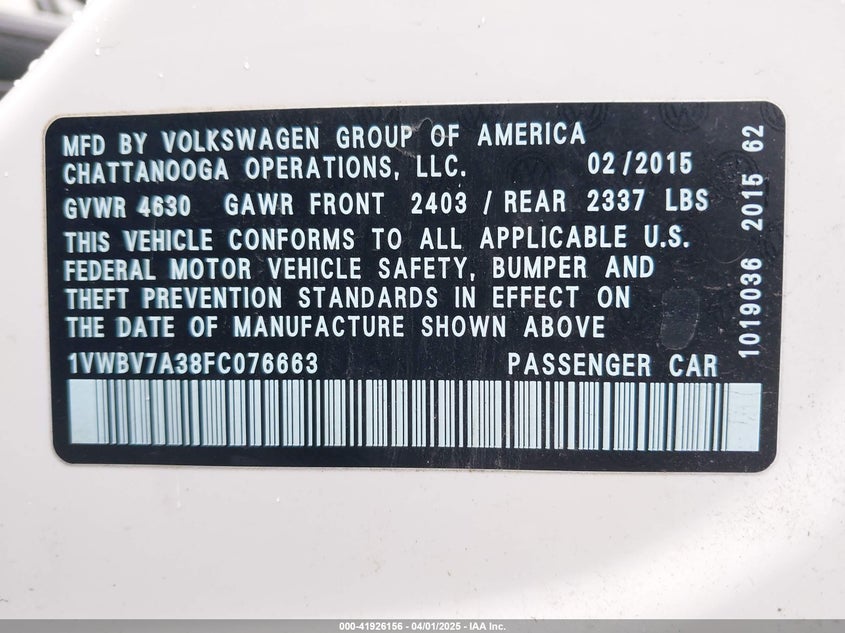 MFD BY VOLKSWAGEN GROUP OF AMERICA
CHATTANOOGA OPERATIONS, LLC. 02/2015
GVWR 4630 GAWR FRONT 2403 / REAR 2337 LBS
THIS VEHICLE CONFORMS TO ALL APPLICABLE U.S.
FEDERAL MOTOR VEHICLE SAFETY, BUMPER AND
THEFT PREVENTION STANDARDS IN EFFECT ON
THE DATE OF MANUFACTURE SHOWN ABOVE
1VWBV7A38FC076663 PASSENGER CAR
1019036 2015 62
000-41926156 - 04/01/2025 - IAA Inc.